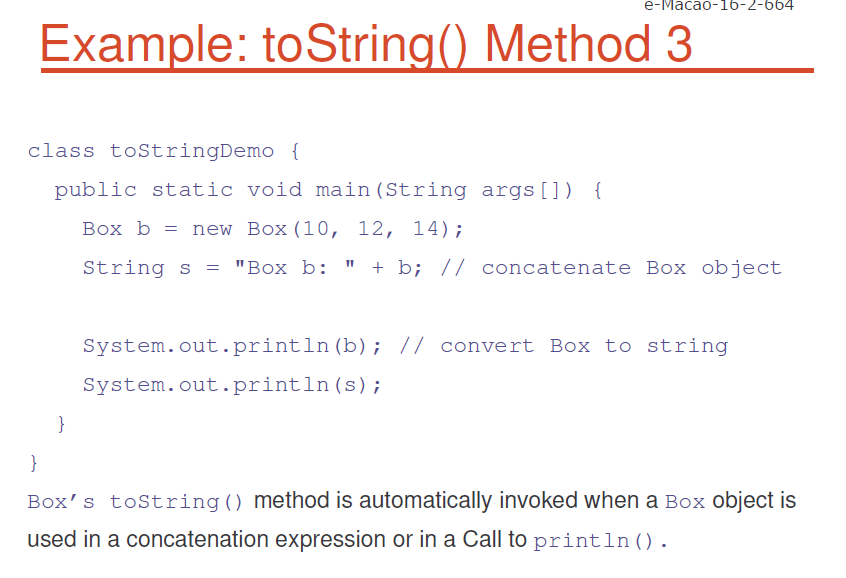 e-Macao-16-2-664
Example: toString() Method 3
class toStringDemo {
public static void main(String args[]) {
Box b = new Box(10, 12, 14);
String s = "Box b: " + b; // concatenate Box object
System.out.println(b); // convert Box to string
System.out.println(s);
}
}
Box’s toString() method is automatically invoked when a Box object is
used in a concatenation expression or in a Call to println().